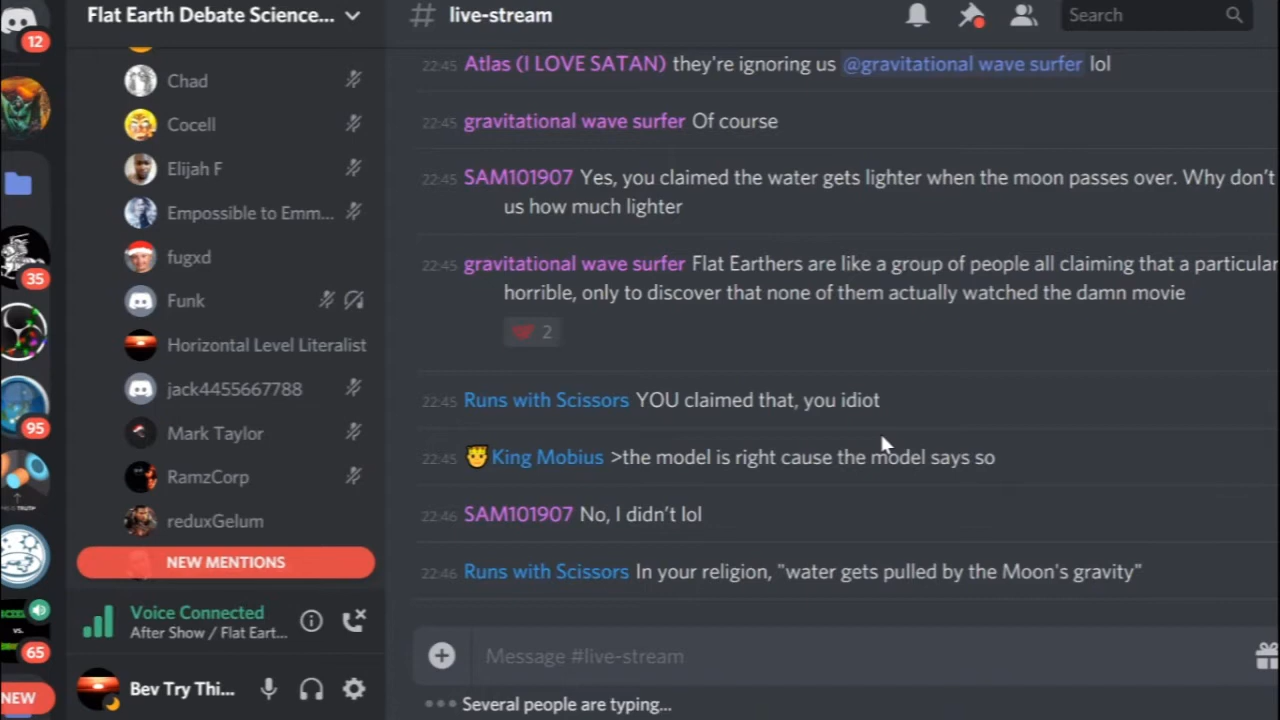 Flat Earth Debate Science...
# live-stream
Search
12
Chad
Cocell
Elijah F
Empossible to Emm...
fugxd
Funk
Horizontal Level Literalist
jack4455667788
Mark Taylor
RamzCorp
reduxGelum
NEW MENTIONS
Voice Connected
After Show / Flat Eart...
Bev Try Thi...
35
95
65
NEW
22:45 Atlas (I LOVE SATAN) they're ignoring us @gravitational wave surfer lol
22:45 gravitational wave surfer Of course
22:45 SAM101907 Yes, you claimed the water gets lighter when the moon passes over. Why don't
us how much lighter
22:45 gravitational wave surfer Flat Earthers are like a group of people all claiming that a particular
horrible, only to discover that none of them actually watched the damn movie
2
22:45 Runs with Scissors YOU claimed that, you idiot
22:45 King Mobius >the model is right cause the model says so
22:46 SAM101907 No, I didn't lol
22:46 Runs with Scissors In your religion, "water gets pulled by the Moon's gravity"
Message #live-stream
Several people are typing...